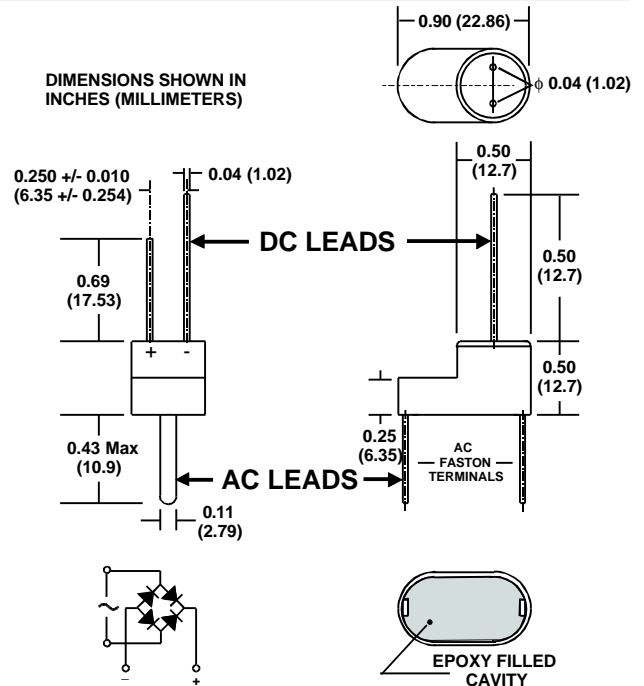 0.90 (22.86)
DIMENSIONS SHOWN IN
INCHES (MILLIMETERS)
ϕ 0.04 (1.02)
0.50
(12.7)
0.250 +/- 0.010
(6.35 +/- 0.254)
0.04 (1.02)
DC LEADS
0.50
(12.7)
0.69
(17.53)
+ -
0.50
(12.7)
0.43 Max
(10.9)
0.25
(6.35)
AC
FASTON
TERMINALS
AC LEADS
0.11
(2.79)
~
− +
EPOXY FILLED
CAVITY